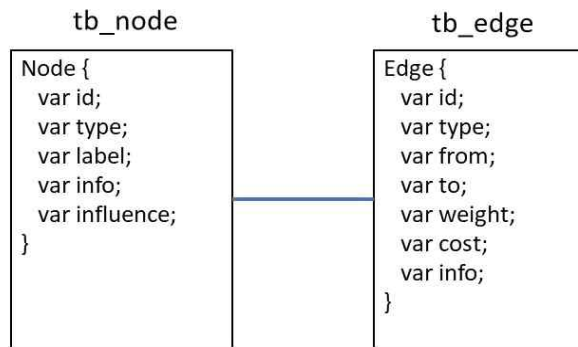 tb_node
Node {
var id;
var type;
var label;
var info;
var influence;
}
tb_edge
Edge {
var id;
var type;
var from;
var to;
var weight;
var cost;
var info;
}